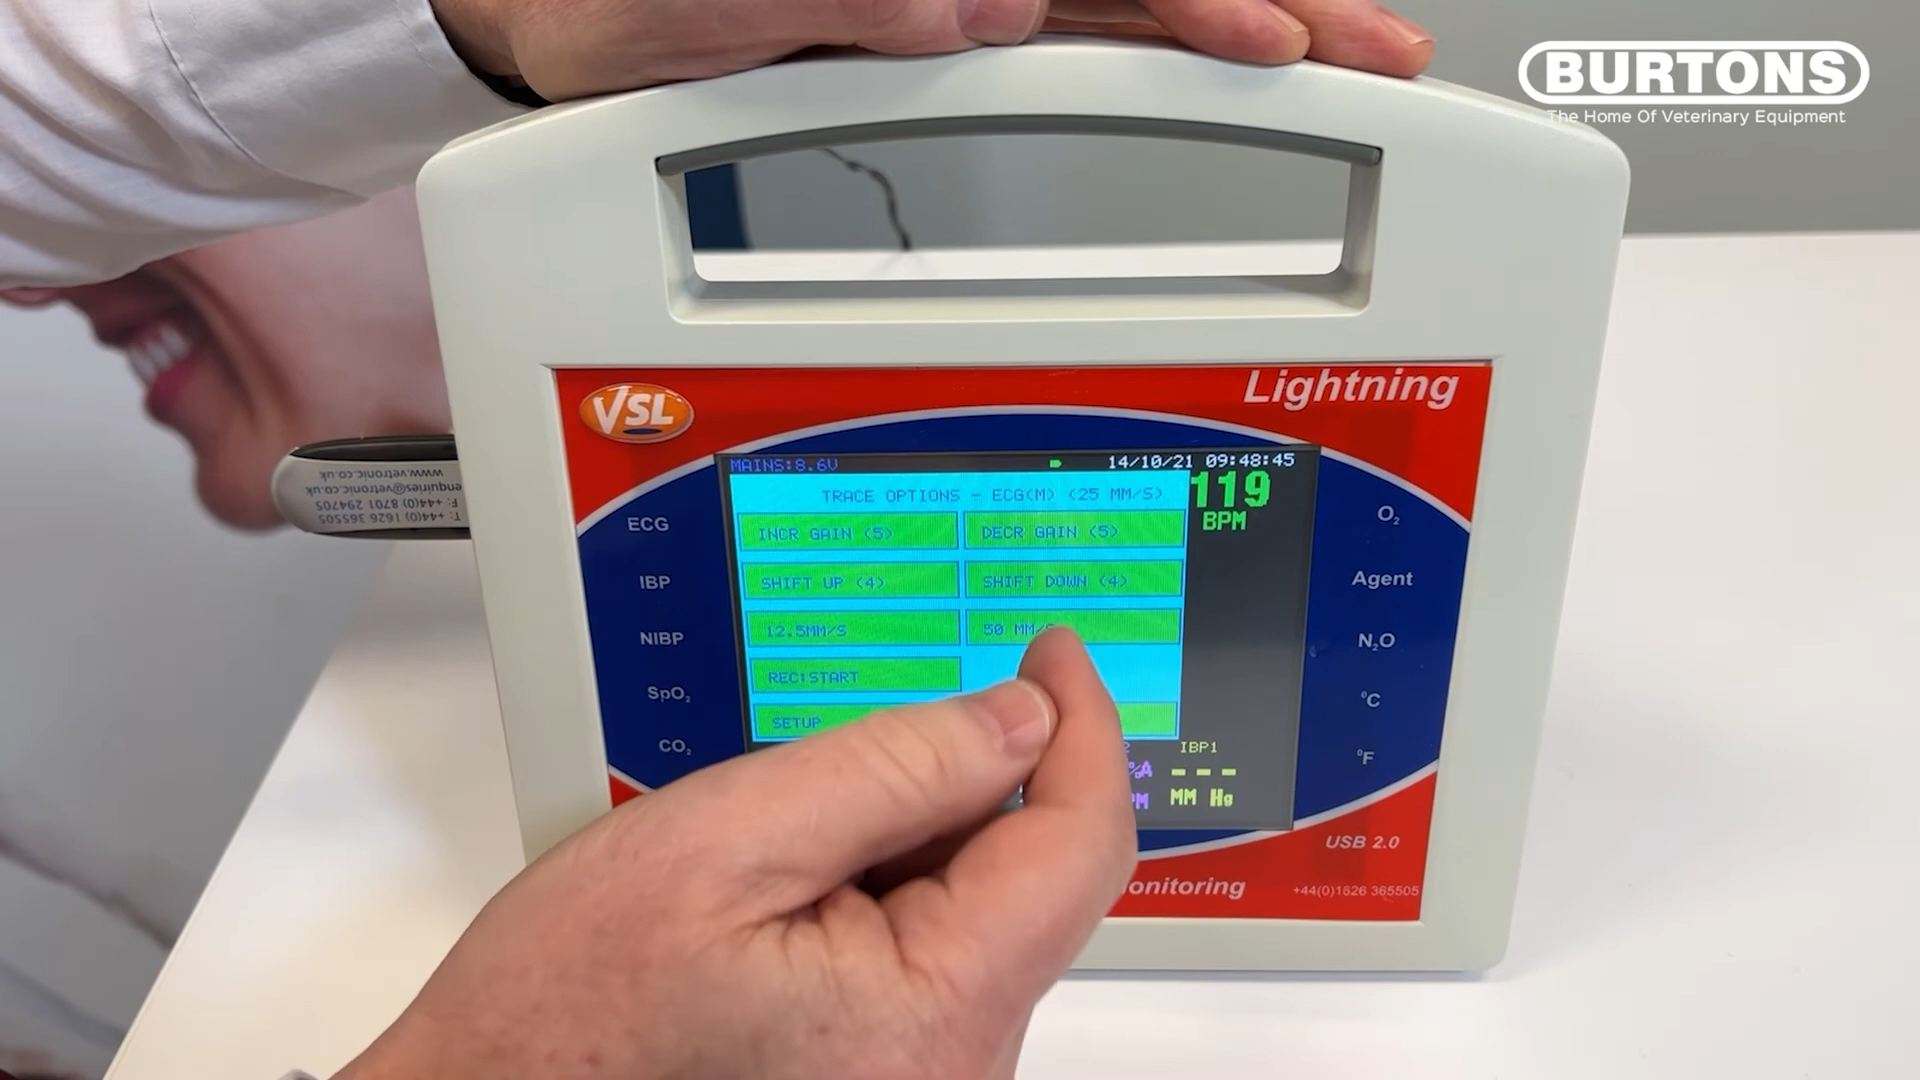 BURTONS
The Home Of Veterinary Equipment
VSL
Lightning
MAINS:8.6V
14/10/21 09:48:45
TRACE OPTIONS - ECG(M) (25 MM/S)
119
BPM
INCR GAIN (5)
DECR GAIN (5)
SHIFT UP (4)
SHIFT DOWN (4)
12.5MM/S
50 MM/S
REC:START
SETUP
IBP1
%A
---
MM Hg
ECG
IBP
NIBP
SpO₂
CO₂
O₂
Agent
N₂O
°C
°F
USB 2.0
onitoring
+44(0)1626 365505
T: +44(0) 1626 365505
F: +44(0) 8701 294705
enquiries@vetronic.co.uk
www.vetronic.co.uk